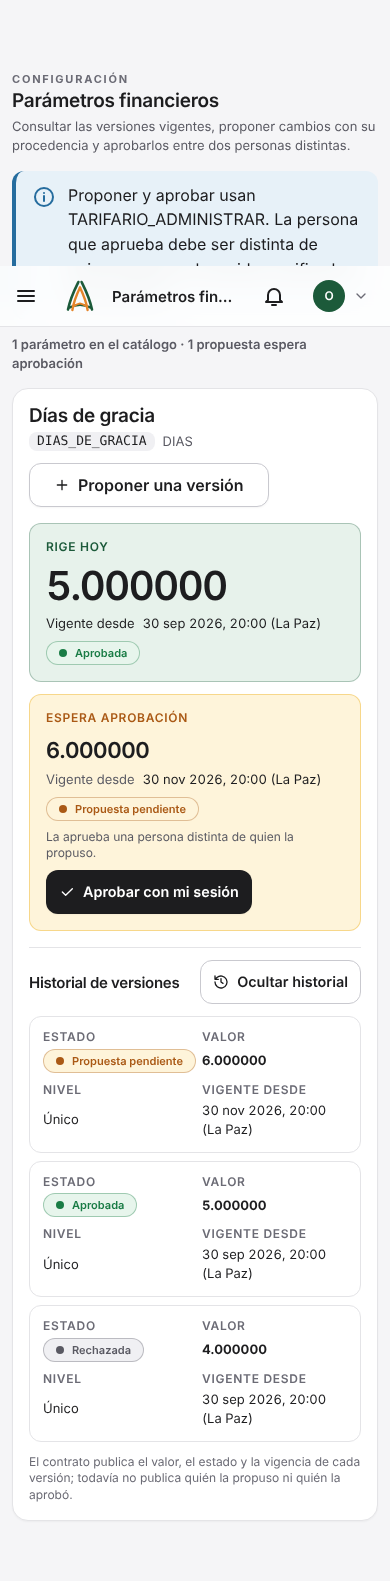 CONFIGURACIÓN
Parámetros financieros
Consultar las versiones vigentes, proponer cambios con su
procedencia y aprobarlos entre dos personas distintas.
Proponer y aprobar usan
TARIFARIO_ADMINISTRAR. La persona
que aprueba debe ser distinta de
Parámetros fin...
O
1 parámetro en el catálogo · 1 propuesta espera
aprobación
Días de gracia
DIAS_DE_GRACIA DIAS
Proponer una versión
RIGE HOY
5.000000
Vigente desde 30 sep 2026, 20:00 (La Paz)
Aprobada
ESPERA APROBACIÓN
6.000000
Vigente desde 30 nov 2026, 20:00 (La Paz)
Propuesta pendiente
La aprueba una persona distinta de quien la
propuso.
Aprobar con mi sesión
Historial de versiones
Ocultar historial
ESTADO VALOR
Propuesta pendiente 6.000000
NIVEL VIGENTE DESDE
Único 30 nov 2026, 20:00
(La Paz)
ESTADO VALOR
Aprobada 5.000000
NIVEL VIGENTE DESDE
Único 30 sep 2026, 20:00
(La Paz)
ESTADO VALOR
Rechazada 4.000000
NIVEL VIGENTE DESDE
Único 30 sep 2026, 20:00
(La Paz)
El contrato publica el valor, el estado y la vigencia de cada
versión; todavía no publica quién la propuso ni quién la
aprobó.